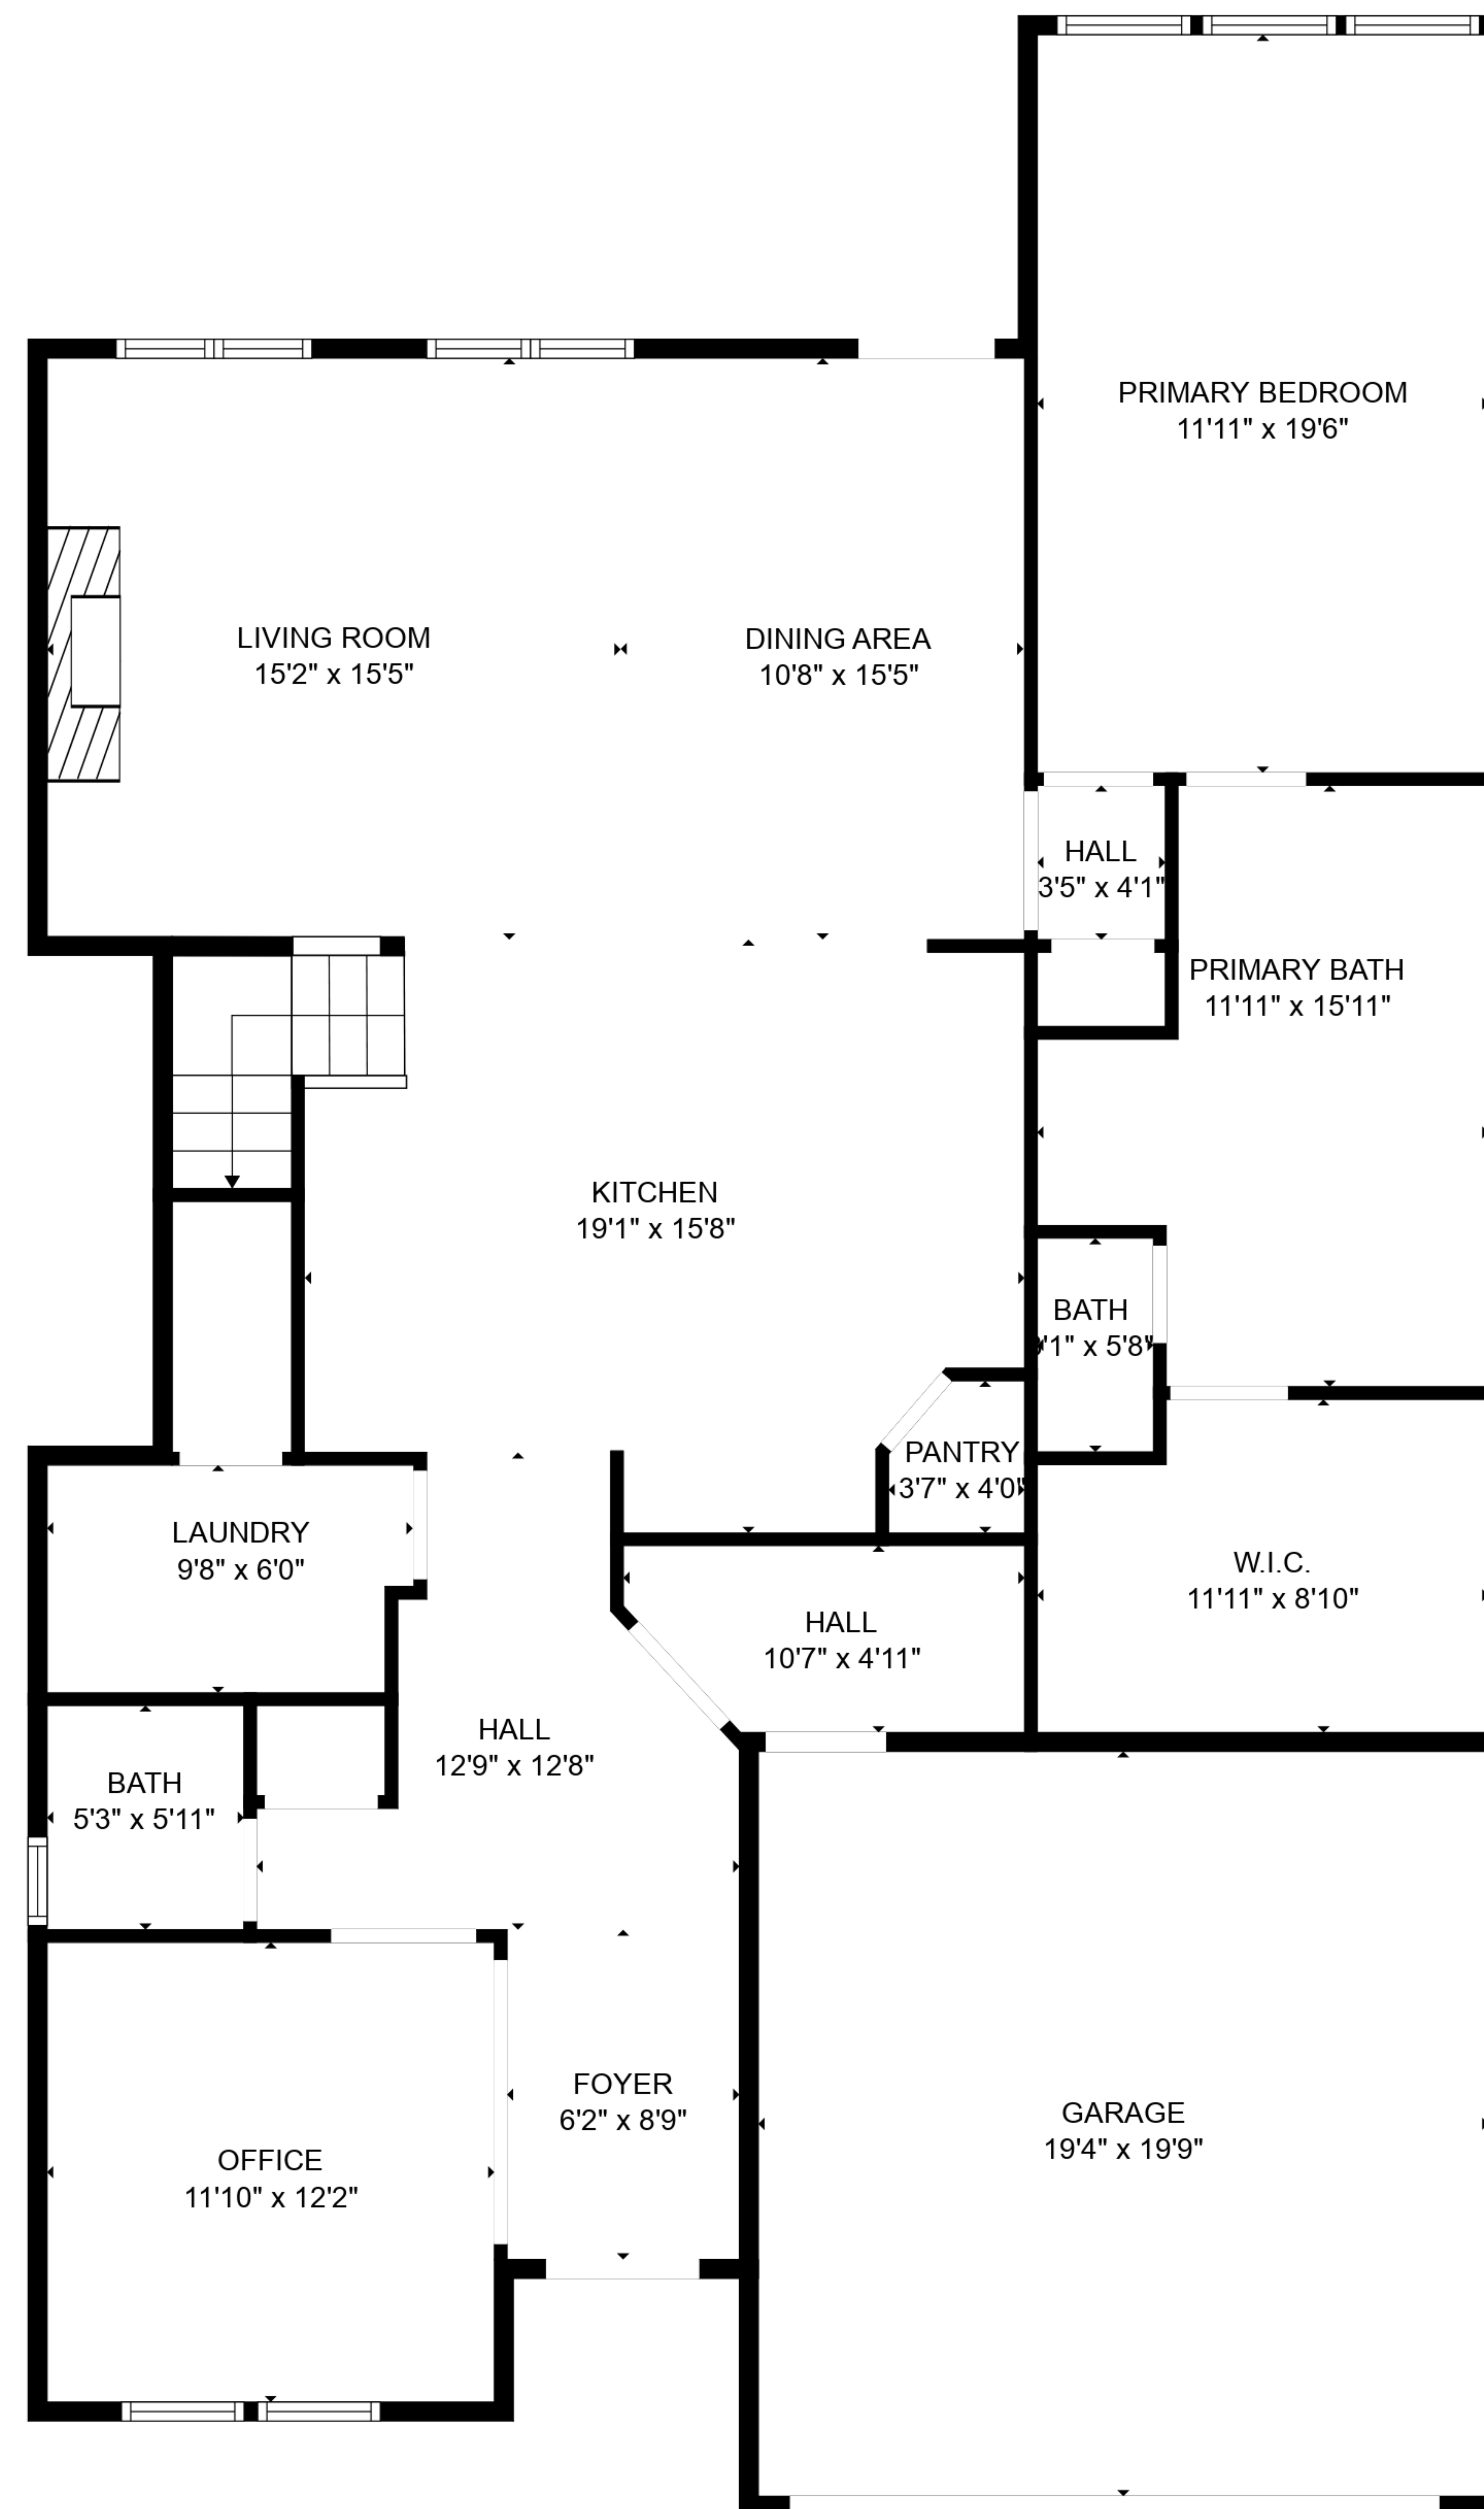 PRIMARY BEDROOM
11'11" x 19'6"
LIVING ROOM
15'2" x 15'5"
DINING AREA
10'8" x 15'5"
HALL
3'5" x 4'1"
PRIMARY BATH
11'11" x 15'11"
KITCHEN
19'1" x 15'8"
BATH
'1" x 5'8"
PANTRY
3'7" x 4'0"
LAUNDRY
9'8" x 6'0"
W.I.C.
11'11" x 8'10"
HALL
10'7" x 4'11"
HALL
12'9" x 12'8"
BATH
5'3" x 5'11"
FOYER
6'2" x 8'9"
GARAGE
19'4" x 19'9"
OFFICE
11'10" x 12'2"